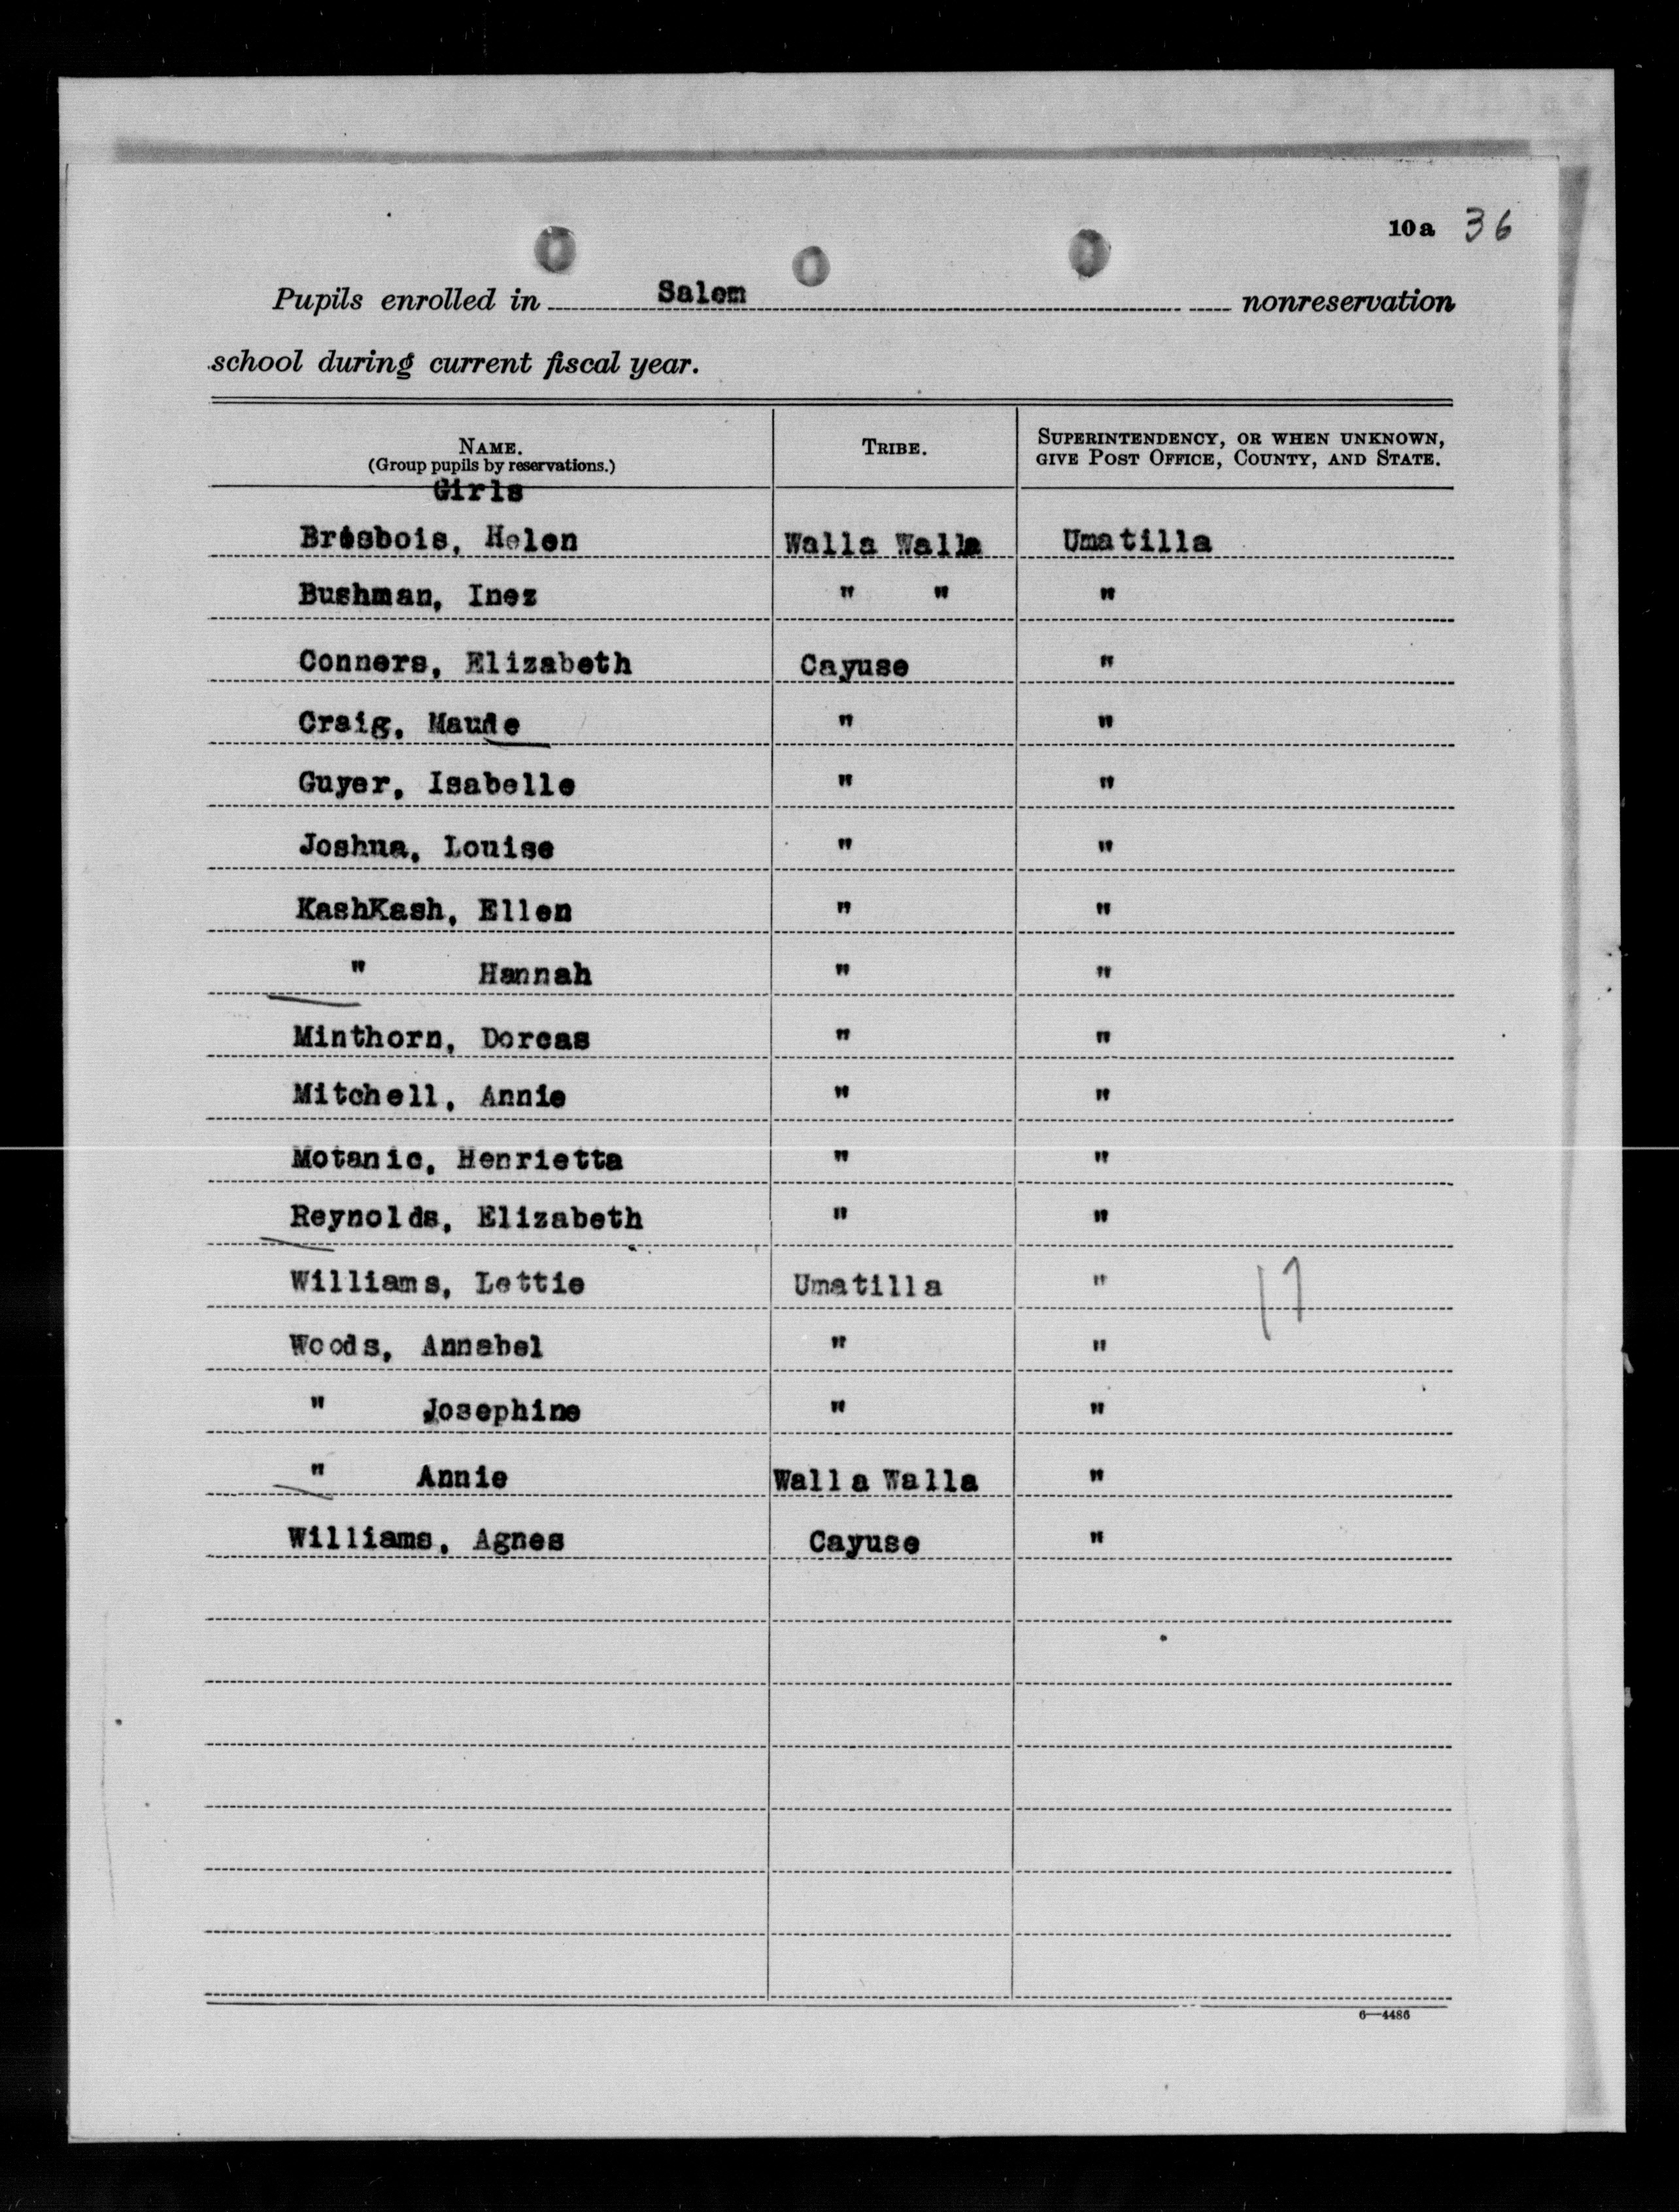 10a 36
Pupils enrolled in Salem nonreservation
school during current fiscal year.
NAME. TRIBE. SUPERINTENDENCY, OR WHEN UNKNOWN,
(Group pupils by reservations.) GIVE POST OFFICE, COUNTY, AND STATE.
Girls
Brisbois, Helen Walla Walla Umatilla
Bushman, Inez " " "
Conners, Elizabeth Cayuse "
Craig, Maude " "
Guyer, Isabelle " "
Joshua, Louise " "
KashKash, Ellen " "
" Hannah " "
Minthorn, Dorcas " "
Mitchell, Annie " "
Motanic, Henrietta " "
Reynolds, Elizabeth " "
Williams, Lettie Umatilla " 17
Woods, Annabel " "
" Josephine " "
" Annie Walla Walla "
Williams, Agnes Cayuse "
6—4486